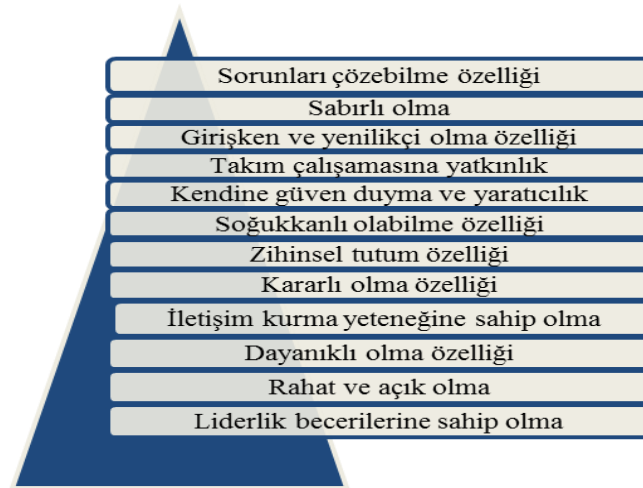 Sorunları çözebilme özelliği
Sabırlı olma
Girişken ve yenilikçi olma özelliği
Takım çalışamasına yatkınlık
Kendine güven duyma ve yaratıcılık
Soğukkanlı olabilme özelliği
Zihinsel tutum özelliği
Kararlı olma özelliği
İletişim kurma yeteneğine sahip olma
Dayanıklı olma özelliği
Rahat ve açık olma
Liderlik becerilerine sahip olma